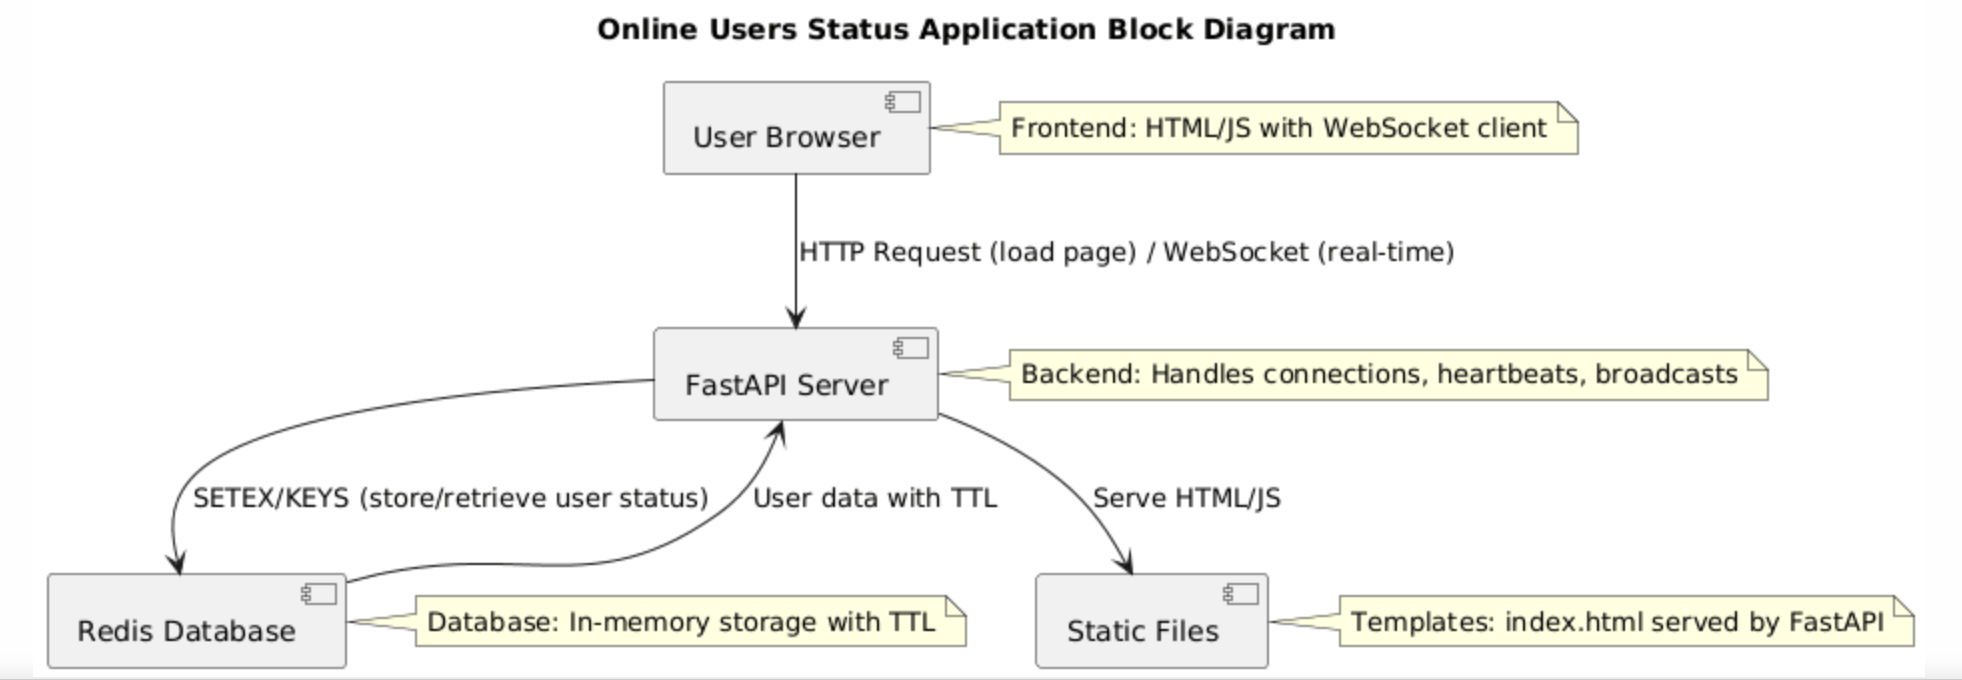 Online Users Status Application Block Diagram
User Browser
Frontend: HTML/JS with WebSocket client
HTTP Request (load page) / WebSocket (real-time)
FastAPI Server
Backend: Handles connections, heartbeats, broadcasts
SETEX/KEYS (store/retrieve user status)
User data with TTL
Serve HTML/JS
Redis Database
Database: In-memory storage with TTL
Static Files
Templates: index.html served by FastAPI